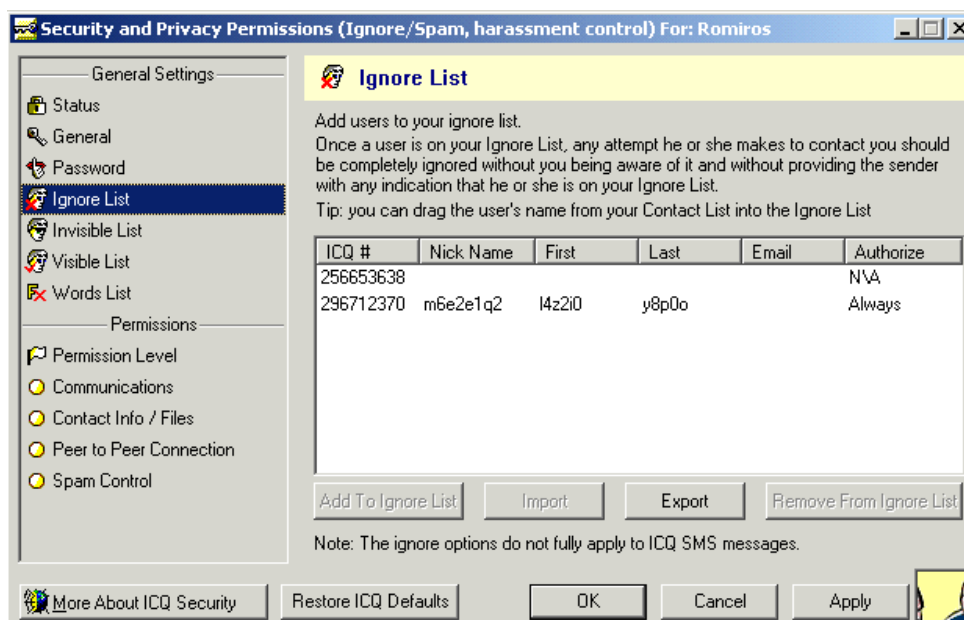 Security and Privacy Permissions (Ignore/Spam, harassment control) For: Romiros
General Settings
Status
General
Password
Ignore List
Invisible List
Visible List
Words List
Permissions
Permission Level
Communications
Contact Info / Files
Peer to Peer Connection
Spam Control
Ignore List
Add users to your ignore list.
Once a user is on your Ignore List, any attempt he or she makes to contact you should
be completely ignored without you being aware of it and without providing the sender
with any indication that he or she is on your Ignore List.
Tip: you can drag the user's name from your Contact List into the Ignore List
ICQ # Nick Name First Last Email Authorize
256653638 N\A
296712370 m6e2e1q2 l4z2i0 y8p0o Always
Add To Ignore List Import Export Remove From Ignore List
Note: The ignore options do not fully apply to ICQ SMS messages.
More About ICQ Security Restore ICQ Defaults OK Cancel Apply